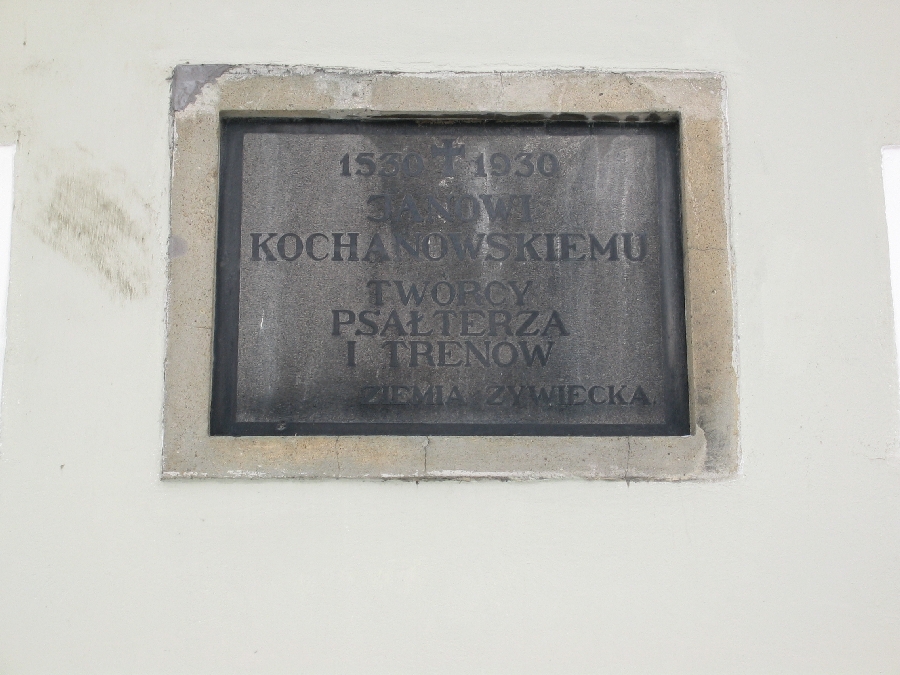 1530 ✝ 1930
JANOWI
KOCHANOWSKIEMU
TWÓRCY
PSAŁTERZA
I TRENÓW
ZIEMIA ŻYWIECKA.